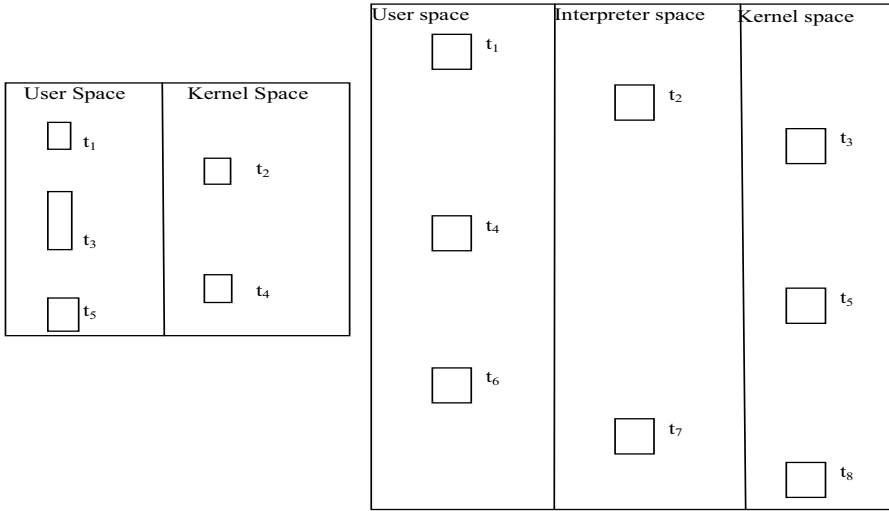 User Space Kernel Space
t₁
t₂
t₃
t₄
t₅
User space Interpreter space Kernel space
t₁
t₂
t₃
t₄
t₅
t₆
t₇
t₈